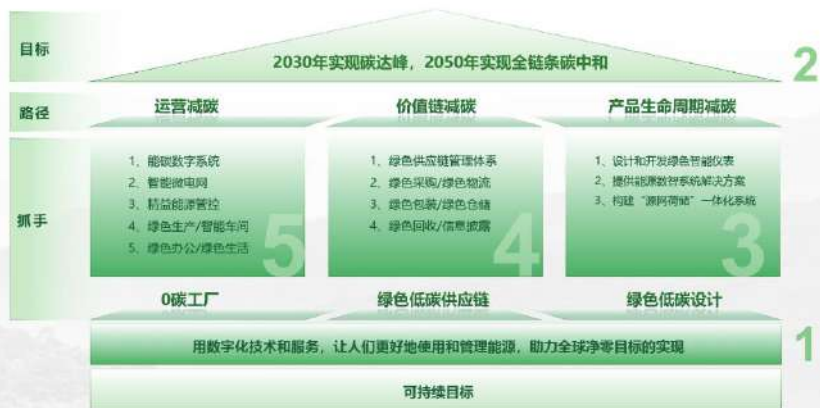 目标
2030年实现碳达峰，2050年实现全链条碳中和
2
路径
运营减碳
价值链减碳
产品生命周期减碳
抓手
1、能碳数字系统
2、智能微电网
3、精益能源管控
4、绿色生产/智能车间
5、绿色办公/绿色生活
5
1、绿色供应链管理体系
2、绿色采购/绿色物流
3、绿色包装/绿色仓储
4、绿色回收/信息披露
4
1、设计和开发绿色智能仪表
2、提供能源数智系统解决方案
3、构建“源网荷储”一体化系统
3
0碳工厂
绿色低碳供应链
绿色低碳设计
用数字化技术和服务，让人们更好地使用和管理能源，助力全球净零目标的实现
1
可持续目标